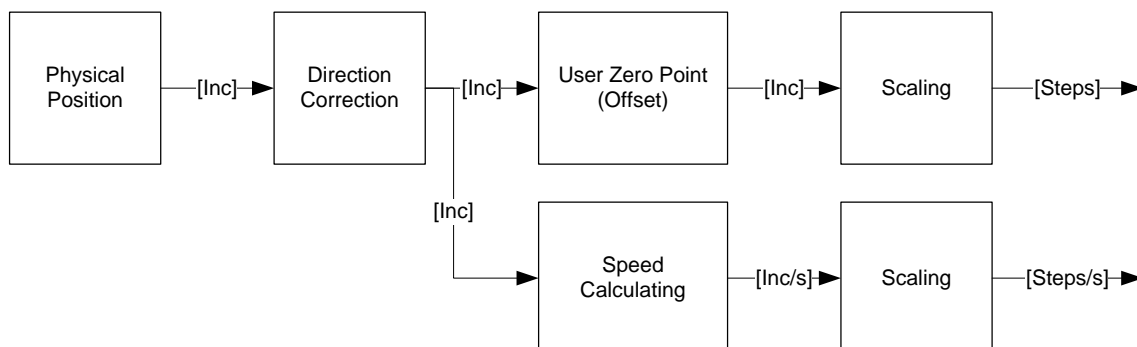 Physical
Position
[Inc]
Direction
Correction
[Inc]
User Zero Point
(Offset)
[Inc]
Scaling
[Steps]
[Inc]
Speed
Calculating
[Inc/s]
Scaling
[Steps/s]